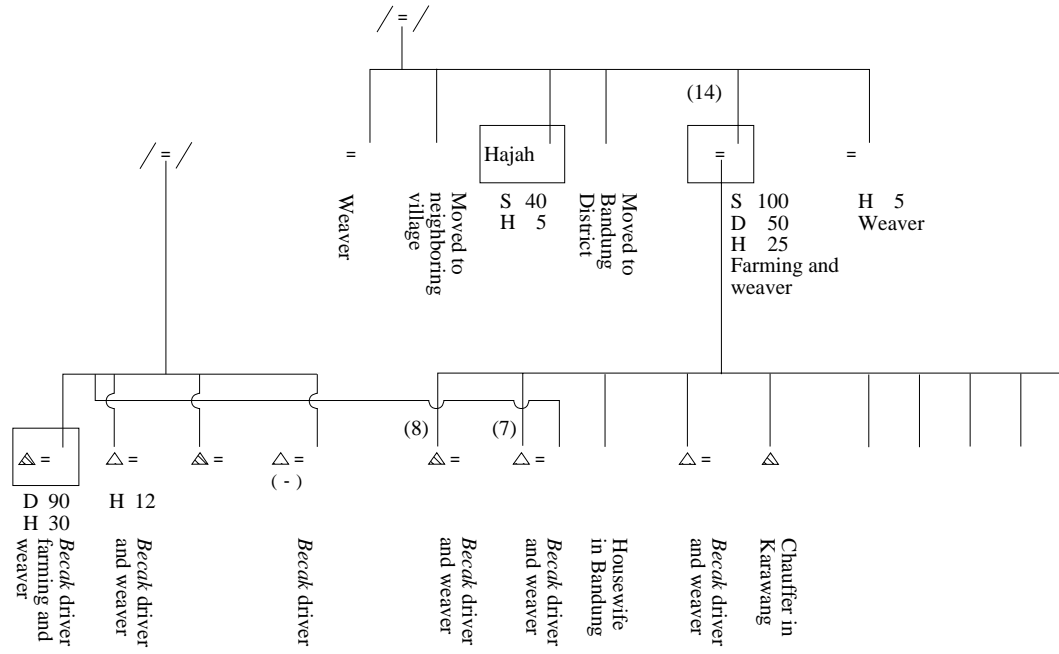 / = /
(14)
/ = /
=
Hajah
=
=
Weaver
Moved to
neighboring
village
S 40
H 5
Moved to
Bandung
District
S 100
D 50
H 25
Farming and
weaver
H 5
Weaver
(8)
(7)
=
=
=
=
( - )
=
=
=
D 90
H 30
H 12
Becak driver
farming and
weaver
Becak driver
and weaver
Becak driver
Becak driver
and weaver
Becak driver
and weaver
Housewife
in Bandung
Becak driver
and weaver
Chauffer in
Karawang